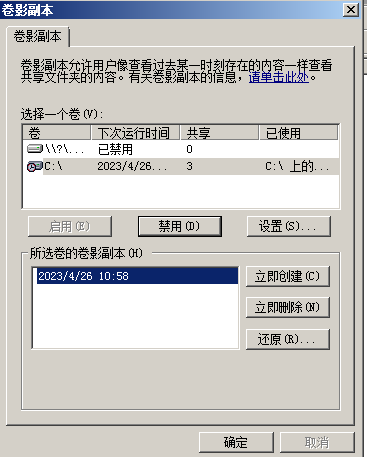 卷影副本
卷影副本
卷影副本允许用户像查看过去某一时刻存在的内容一样查看
共享文件夹的内容。有关卷影副本的信息，请单击此处。
选择一个卷(V):
卷 下次运行时间 共享 已使用
\\?\... 已禁用 0
C:\ 2023/4/26... 3 C:\ 上的...
启用(E) 禁用(D) 设置(S)...
所选卷的卷影副本(H)
2023/4/26 10:58
立即创建(C)
立即删除(N)
还原(R)...
确定 取消